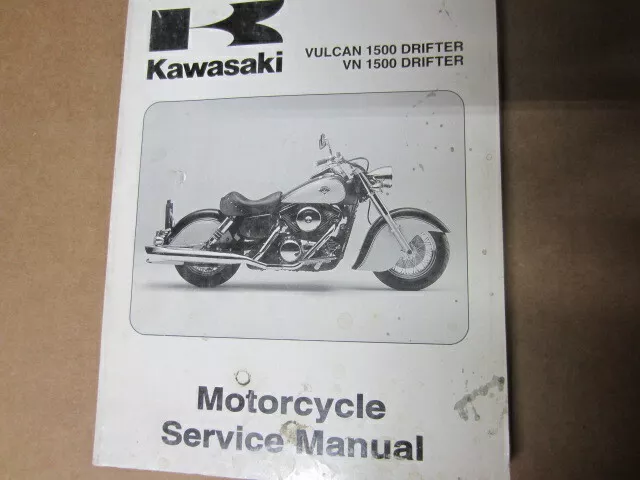 Kawasaki
VULCAN 1500 DRIFTER
VN 1500 DRIFTER
Motorcycle
Service Manual